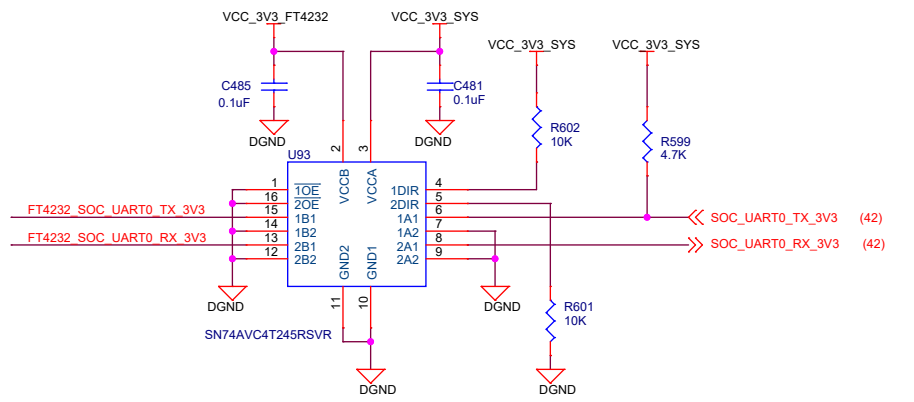 VCC_3V3_FT4232
VCC_3V3_SYS
VCC_3V3_SYS
VCC_3V3_SYS
C485
0.1uF
C481
0.1uF
R602
10K
R599
4.7K
DGND
DGND
U93
2
3
VCCB
VCCA
1
1OE
1DIR
4
16
2OE
2DIR
5
FT4232_SOC_UART0_TX_3V3
15
1B1
1A1
6
SOC_UART0_TX_3V3
(42)
14
1B2
1A2
7
FT4232_SOC_UART0_RX_3V3
13
2B1
2A1
8
SOC_UART0_RX_3V3
(42)
12
2B2
2A2
9
GND2
GND1
11
10
DGND
DGND
R601
10K
SN74AVC4T245RSVR
DGND
DGND